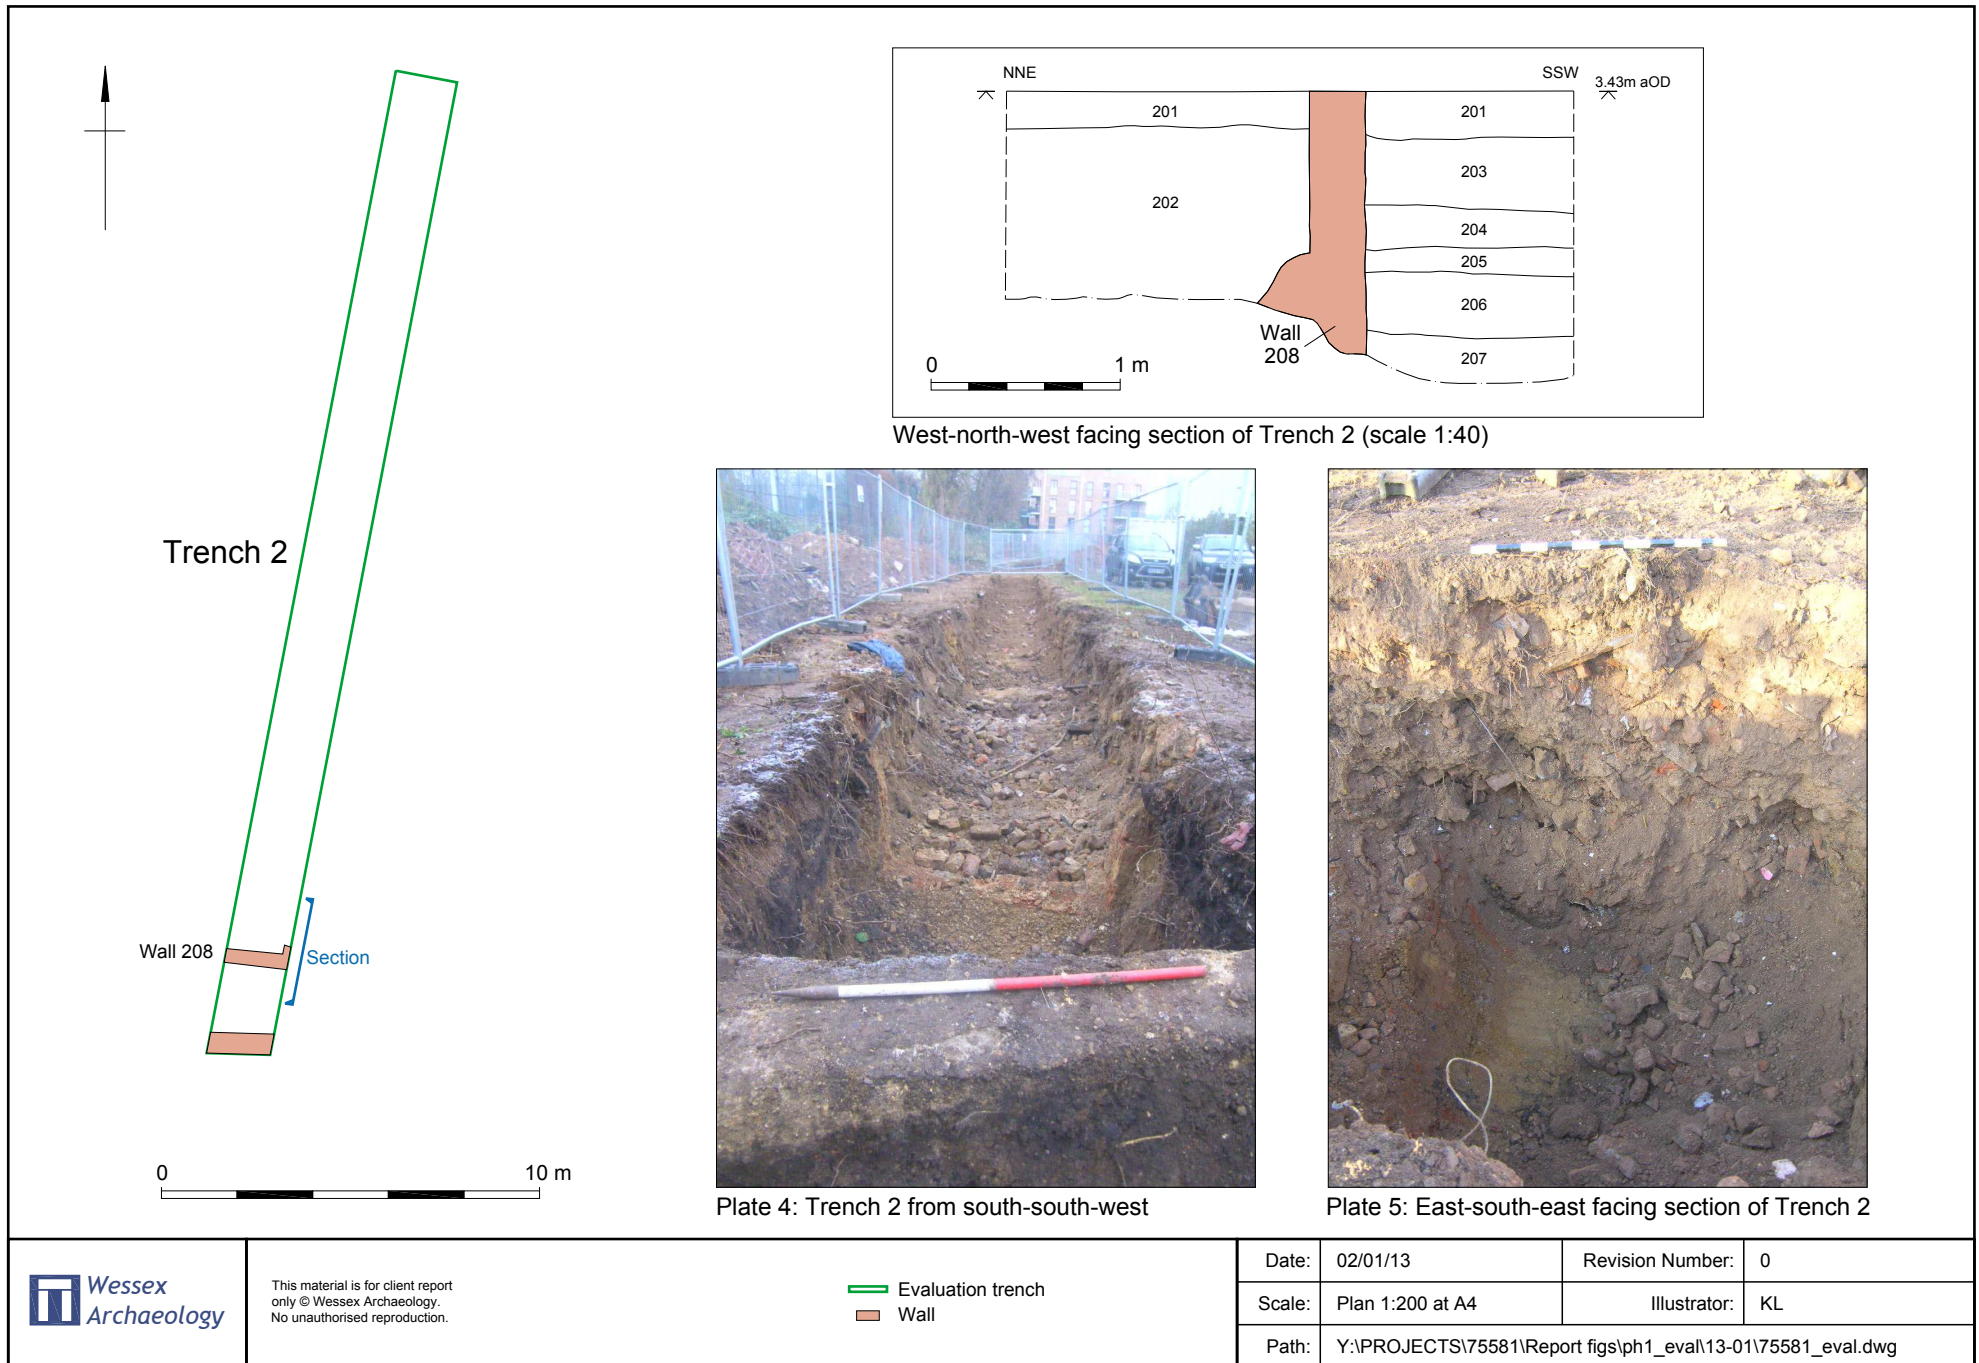 NNE
SSW
3.43m aOD
201
201
203
202
204
205
206
Wall
208
207
0
1 m
West-north-west facing section of Trench 2 (scale 1:40)
Trench 2
Wall 208
Section
0
10 m
Plate 4: Trench 2 from south-south-west
Plate 5: East-south-east facing section of Trench 2
Wessex
Archaeology
This material is for client report
only © Wessex Archaeology.
No unauthorised reproduction.
Evaluation trench
Wall
Date:
02/01/13
Revision Number:
0
Scale:
Plan 1:200 at A4
Illustrator:
KL
Path:
Y:\PROJECTS\75581\Report figs\ph1_eval\13-01\75581_eval.dwg